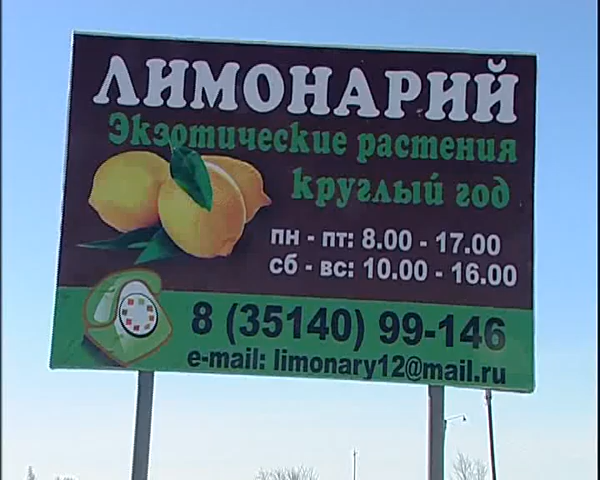 ЛИМОНАРИЙ
Экзотические растения
круглый год
пн - пт: 8.00 - 17.00
сб - вс: 10.00 - 16.00
8 (35140) 99-146
e-mail: limonary12@mail.ru